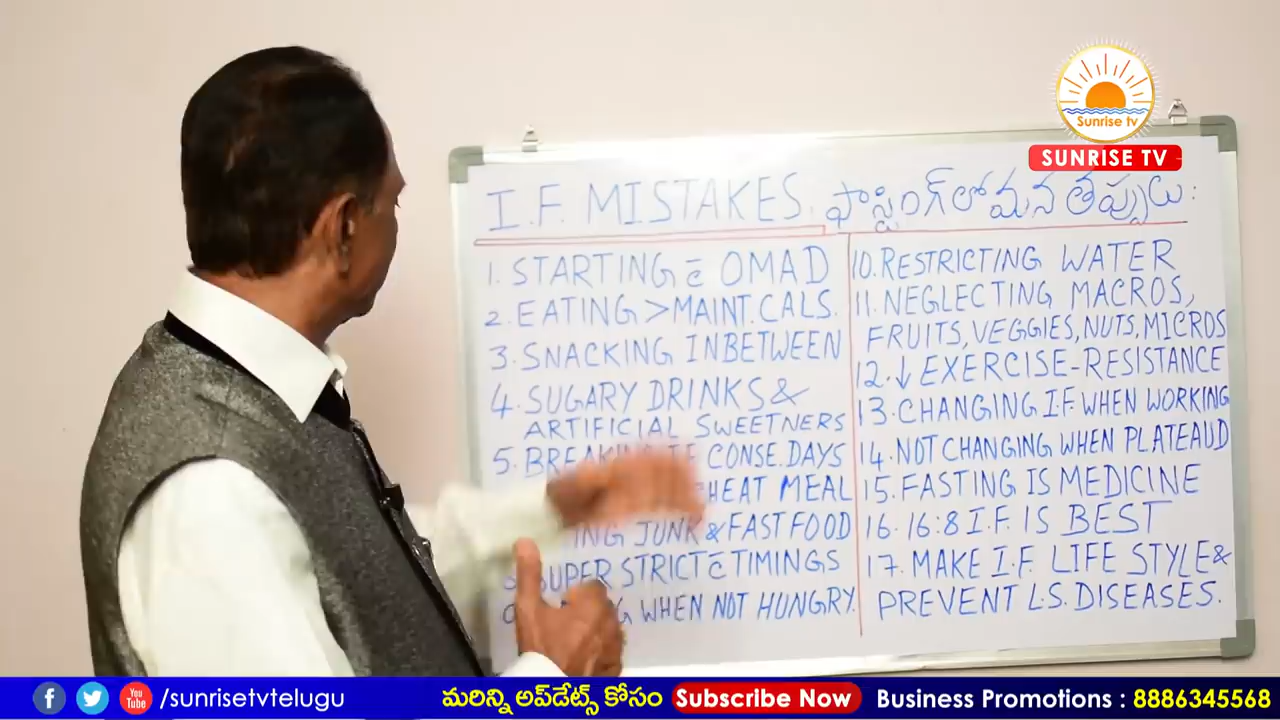 Sunrise tv
SUNRISE TV
I.F. MISTAKES. ఫాస్టింగ్‌లో మన తప్పులు:
1. STARTING c̄ OMAD
2. EATING > MAINT. CALS.
3. SNACKING INBETWEEN
4. SUGARY DRINKS &
ARTIFICIAL SWEETNERS
5. BREAKING I.F CONSE. DAYS
CHEAT MEAL
JUNK & FAST FOOD
SUPER STRICT c̄ TIMINGS
WHEN NOT HUNGRY.
10. RESTRICTING WATER
11. NEGLECTING MACROS,
FRUITS, VEGGIES, NUTS, MICROS
12. ↓ EXERCISE-RESISTANCE
13. CHANGING I.F. WHEN WORKING
14. NOT CHANGING WHEN PLATEAUD
15. FASTING IS MEDICINE
16. 16:8 I.F. IS BEST
17. MAKE I.F. LIFE STYLE &
PREVENT L.S. DISEASES.
f You Tube /sunrisetvtelugu మరిన్ని అప్‌డేట్స్ కోసం Subscribe Now Business Promotions : 8886345568